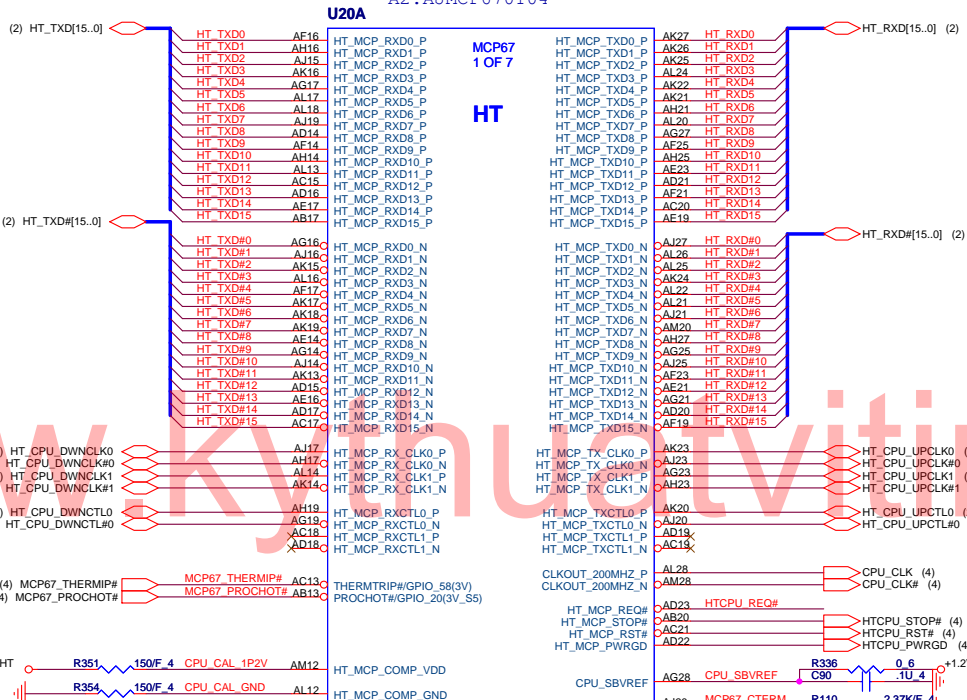 U20A
(2) HT_TXD[15..0]
HT_TXD0 AF16 HT_MCP_RXD0_P
HT_TXD1 AH16 HT_MCP_RXD1_P
HT_TXD2 AJ15 HT_MCP_RXD2_P
HT_TXD3 AK16 HT_MCP_RXD3_P
HT_TXD4 AG17 HT_MCP_RXD4_P
HT_TXD5 AL17 HT_MCP_RXD5_P
HT_TXD6 AL18 HT_MCP_RXD6_P
HT_TXD7 AJ19 HT_MCP_RXD7_P
HT_TXD8 AD14 HT_MCP_RXD8_P
HT_TXD9 AF14 HT_MCP_RXD9_P
HT_TXD10 AH14 HT_MCP_RXD10_P
HT_TXD11 AL13 HT_MCP_RXD11_P
HT_TXD12 AC15 HT_MCP_RXD12_P
HT_TXD13 AD16 HT_MCP_RXD13_P
HT_TXD14 AE17 HT_MCP_RXD14_P
HT_TXD15 AB17 HT_MCP_RXD15_P
(2) HT_TXD#[15..0]
HT_TXD#0 AG16 HT_MCP_RXD0_N
HT_TXD#1 AJ16 HT_MCP_RXD1_N
HT_TXD#2 AK15 HT_MCP_RXD2_N
HT_TXD#3 AL16 HT_MCP_RXD3_N
HT_TXD#4 AF17 HT_MCP_RXD4_N
HT_TXD#5 AK17 HT_MCP_RXD5_N
HT_TXD#6 AK18 HT_MCP_RXD6_N
HT_TXD#7 AK19 HT_MCP_RXD7_N
HT_TXD#8 AE14 HT_MCP_RXD8_N
HT_TXD#9 AG14 HT_MCP_RXD9_N
HT_TXD#10 AJ14 HT_MCP_RXD10_N
HT_TXD#11 AK13 HT_MCP_RXD11_N
HT_TXD#12 AD15 HT_MCP_RXD12_N
HT_TXD#13 AE16 HT_MCP_RXD13_N
HT_TXD#14 AD17 HT_MCP_RXD14_N
HT_TXD#15 AC17 HT_MCP_RXD15_N
HT_CPU_DWNCLK0 AJ17 HT_MCP_RX_CLK0_P
HT_CPU_DWNCLK#0 AH17 HT_MCP_RX_CLK0_N
HT_CPU_DWNCLK1 AL14 HT_MCP_RX_CLK1_P
HT_CPU_DWNCLK#1 AK14 HT_MCP_RX_CLK1_N
HT_CPU_DWNCTL0 AH19 HT_MCP_RXCTL0_P
HT_CPU_DWNCTL#0 AG19 HT_MCP_RXCTL0_N
AC18 HT_MCP_RXCTL1_P
AD18 HT_MCP_RXCTL1_N
(4) MCP67_THERMIP# MCP67_THERMIP# AC13 THERMTRIP#/GPIO_58(3V)
MCP67_PROCHOT# MCP67_PROCHOT# AB13 PROCHOT#/GPIO_20(3V_S5)
HT R351 150/F_4 CPU_CAL_1P2V AM12 HT_MCP_COMP_VDD
R354 150/F_4 CPU_CAL_GND AL12 HT_MCP_COMP_GND
MCP67
1 OF 7
HT
HT_RXD[15..0] (2)
HT_MCP_TXD0_P AK27 HT_RXD0
HT_MCP_TXD1_P AK26 HT_RXD1
HT_MCP_TXD2_P AK25 HT_RXD2
HT_MCP_TXD3_P AL24 HT_RXD3
HT_MCP_TXD4_P AK22 HT_RXD4
HT_MCP_TXD5_P AK21 HT_RXD5
HT_MCP_TXD6_P AH21 HT_RXD6
HT_MCP_TXD7_P AL20 HT_RXD7
HT_MCP_TXD8_P AG27 HT_RXD8
HT_MCP_TXD9_P AF25 HT_RXD9
HT_MCP_TXD10_P AH25 HT_RXD10
HT_MCP_TXD11_P AE23 HT_RXD11
HT_MCP_TXD12_P AD21 HT_RXD12
HT_MCP_TXD13_P AF21 HT_RXD13
HT_MCP_TXD14_P AC20 HT_RXD14
HT_MCP_TXD15_P AE19 HT_RXD15
HT_RXD#[15..0] (2)
HT_MCP_TXD0_N AJ27 HT_RXD#0
HT_MCP_TXD1_N AL26 HT_RXD#1
HT_MCP_TXD2_N AL25 HT_RXD#2
HT_MCP_TXD3_N AK24 HT_RXD#3
HT_MCP_TXD4_N AL22 HT_RXD#4
HT_MCP_TXD5_N AL21 HT_RXD#5
HT_MCP_TXD6_N AJ21 HT_RXD#6
HT_MCP_TXD7_N AM20 HT_RXD#7
HT_MCP_TXD8_N AH27 HT_RXD#8
HT_MCP_TXD9_N AG25 HT_RXD#9
HT_MCP_TXD10_N AJ25 HT_RXD#10
HT_MCP_TXD11_N AF23 HT_RXD#11
HT_MCP_TXD12_N AE21 HT_RXD#12
HT_MCP_TXD13_N AG21 HT_RXD#13
HT_MCP_TXD14_N AD20 HT_RXD#14
HT_MCP_TXD15_N AF19 HT_RXD#15
HT_MCP_TX_CLK0_P AK23 HT_CPU_UPCLK0
HT_MCP_TX_CLK0_N AJ23 HT_CPU_UPCLK#0
HT_MCP_TX_CLK1_P AG23 HT_CPU_UPCLK1
HT_MCP_TX_CLK1_N AH23 HT_CPU_UPCLK#1
HT_MCP_TXCTL0_P AK20 HT_CPU_UPCTL0
HT_MCP_TXCTL0_N AJ20 HT_CPU_UPCTL#0
HT_MCP_TXCTL1_P AD19
HT_MCP_TXCTL1_N AC19
CLKOUT_200MHZ_P AL28 CPU_CLK (4)
CLKOUT_200MHZ_N AM28 CPU_CLK# (4)
HT_MCP_REQ# AD23 HTCPU_REQ#
HT_MCP_STOP# AB20 HTCPU_STOP# (4)
HT_MCP_RST# AC21 HTCPU_RST# (4)
HT_MCP_PWRGD AD22 HTCPU_PWRGD (4)
R336 0_6
CPU_SBVREF AG28 CPU_SBVREF C90 .1U_4
MCP67_CTERM R110 2.37K/F_4
w.kythuatviti